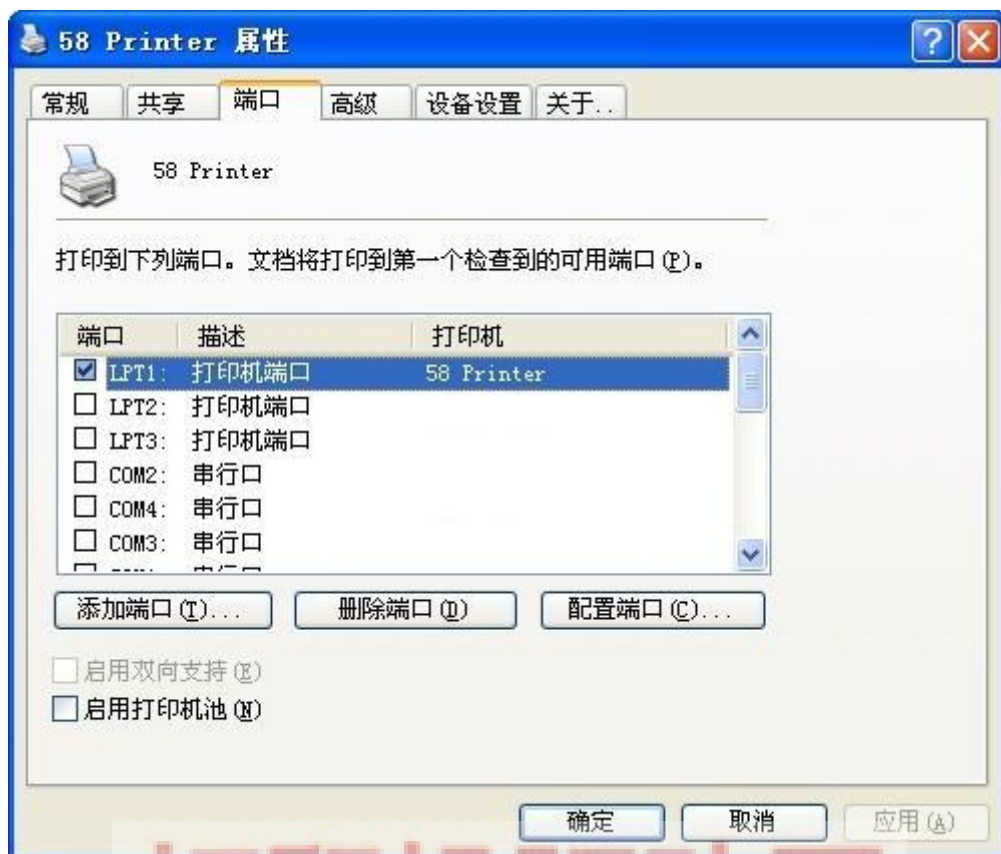 58 Printer 属性
常规 共享 端口 高级 设备设置 关于..
58 Printer
打印到下列端口。文档将打印到第一个检查到的可用端口(P)。
端口 描述 打印机
LPT1: 打印机端口 58 Printer
LPT2: 打印机端口
LPT3: 打印机端口
COM2: 串行口
COM4: 串行口
COM3: 串行口
添加端口(T)... 删除端口(D) 配置端口(C)...
启用双向支持(E)
启用打印机池(N)
确定 取消 应用(A)